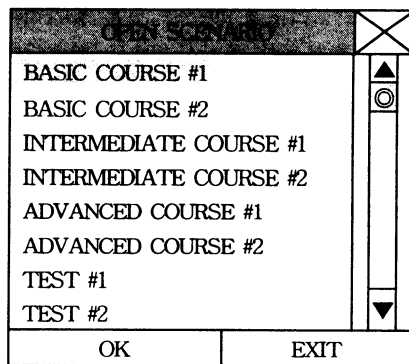 OPEN SCENARIO
BASIC COURSE #1
BASIC COURSE #2
INTERMEDIATE COURSE #1
INTERMEDIATE COURSE #2
ADVANCED COURSE #1
ADVANCED COURSE #2
TEST #1
TEST #2
OK
EXIT